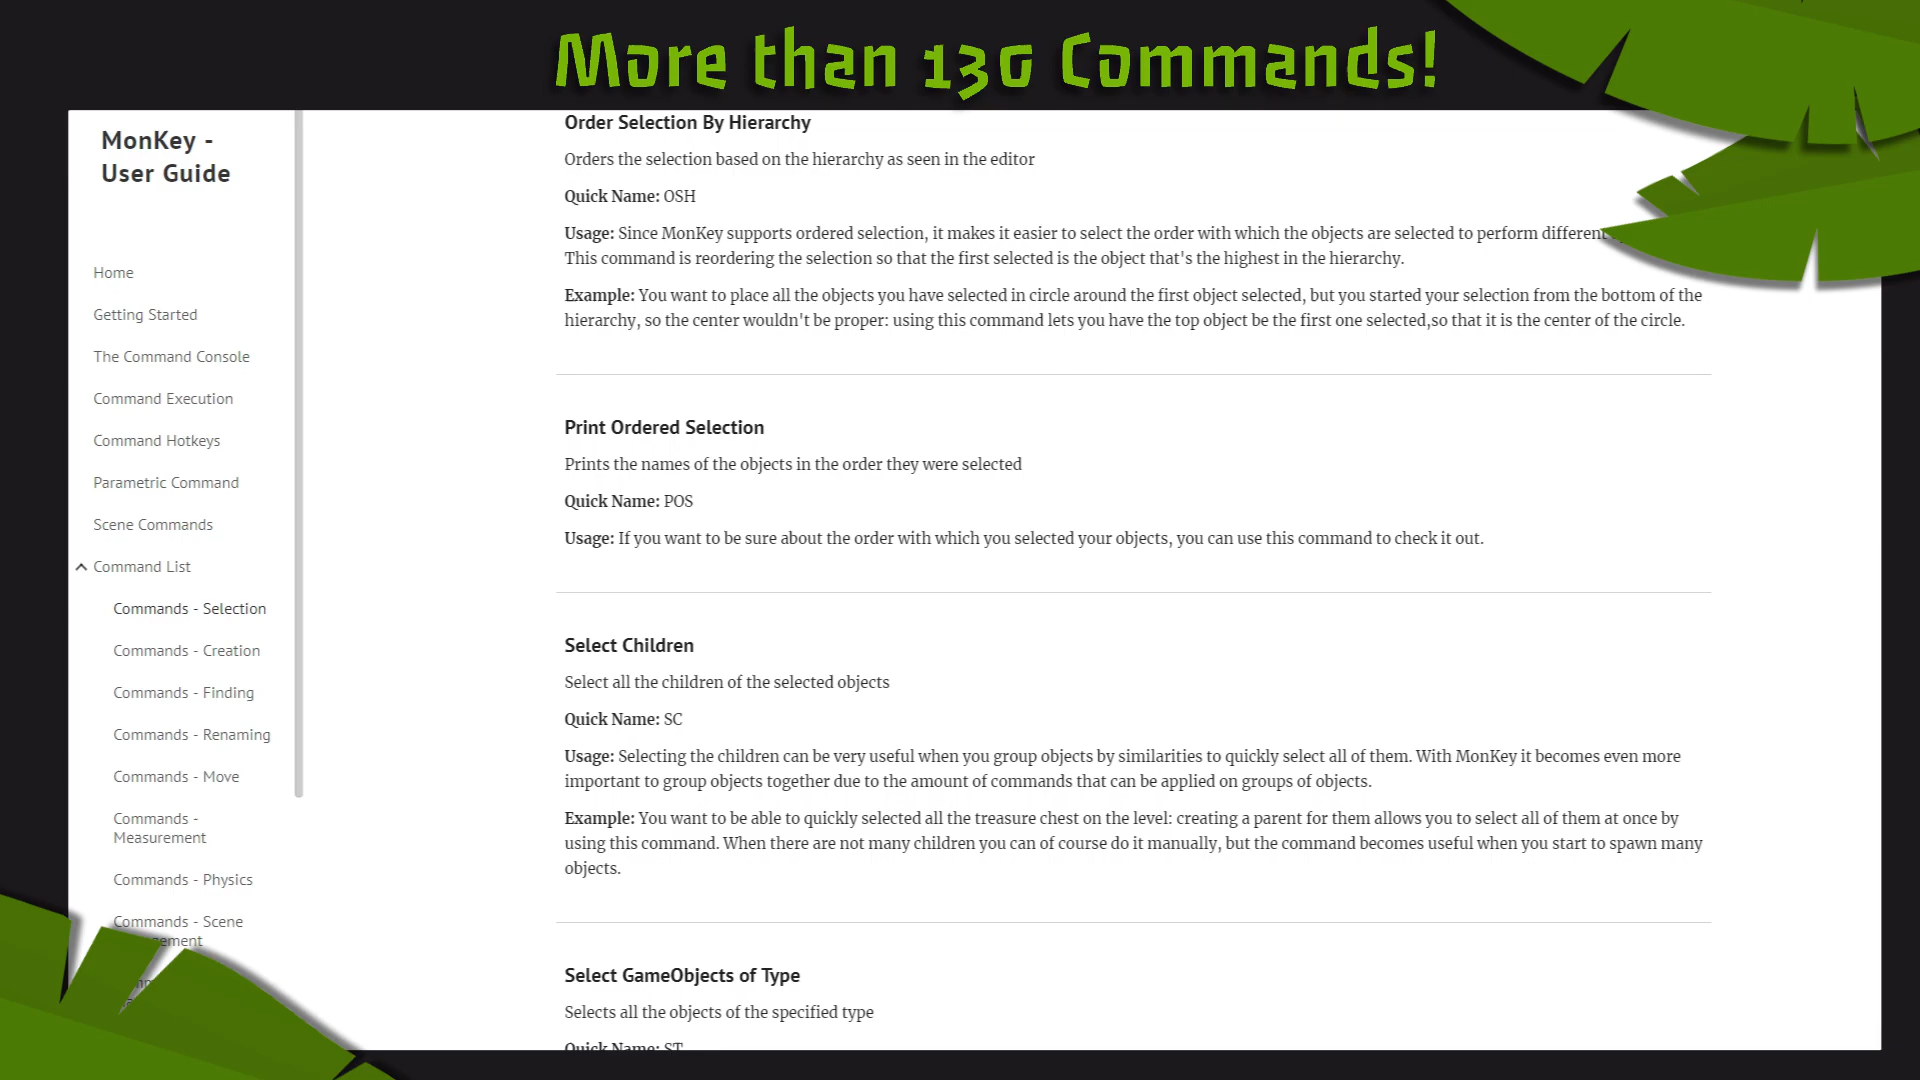 More than 130 Commands!
MonKey -
User Guide
Home
Getting Started
The Command Console
Command Execution
Command Hotkeys
Parametric Command
Scene Commands
Command List
Commands - Selection
Commands - Creation
Commands - Finding
Commands - Renaming
Commands - Move
Commands -
Measurement
Commands - Physics
Commands - Scene
Order Selection By Hierarchy
Orders the selection based on the hierarchy as seen in the editor
Quick Name: OSH
Usage: Since MonKey supports ordered selection, it makes it easier to select the order with which the objects are selected to perform different
This command is reordering the selection so that the first selected is the object that's the highest in the hierarchy.
Example: You want to place all the objects you have selected in circle around the first object selected, but you started your selection from the bottom of the
hierarchy, so the center wouldn't be proper: using this command lets you have the top object be the first one selected,so that it is the center of the circle.
Print Ordered Selection
Prints the names of the objects in the order they were selected
Quick Name: POS
Usage: If you want to be sure about the order with which you selected your objects, you can use this command to check it out.
Select Children
Select all the children of the selected objects
Quick Name: SC
Usage: Selecting the children can be very useful when you group objects by similarities to quickly select all of them. With MonKey it becomes even more
important to group objects together due to the amount of commands that can be applied on groups of objects.
Example: You want to be able to quickly selected all the treasure chest on the level: creating a parent for them allows you to select all of them at once by
using this command. When there are not many children you can of course do it manually, but the command becomes useful when you start to spawn many
objects.
Select GameObjects of Type
Selects all the objects of the specified type
Quick Name: ST